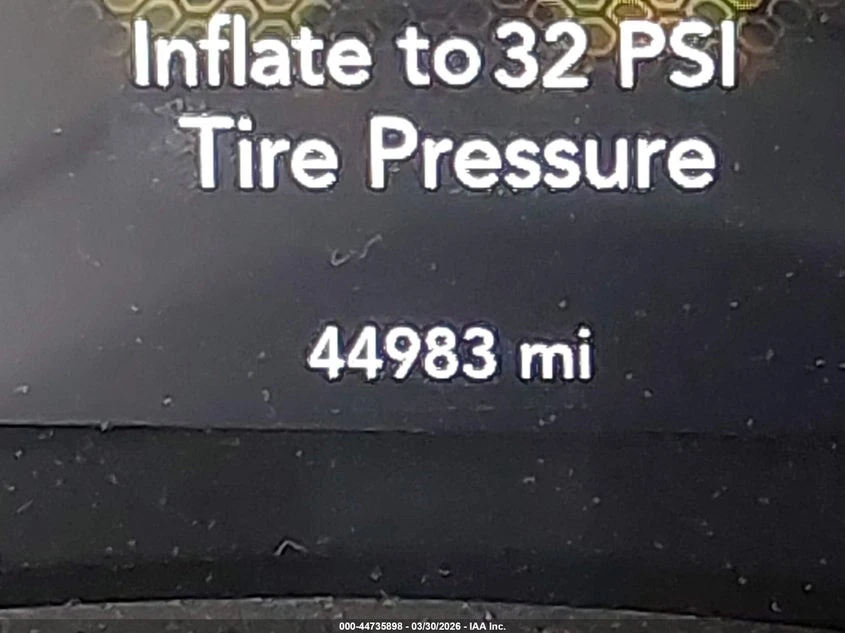 Inflate to 32 PSI
Tire Pressure
44983 mi
000-44735898 - 03/30/2026 - IAA Inc.